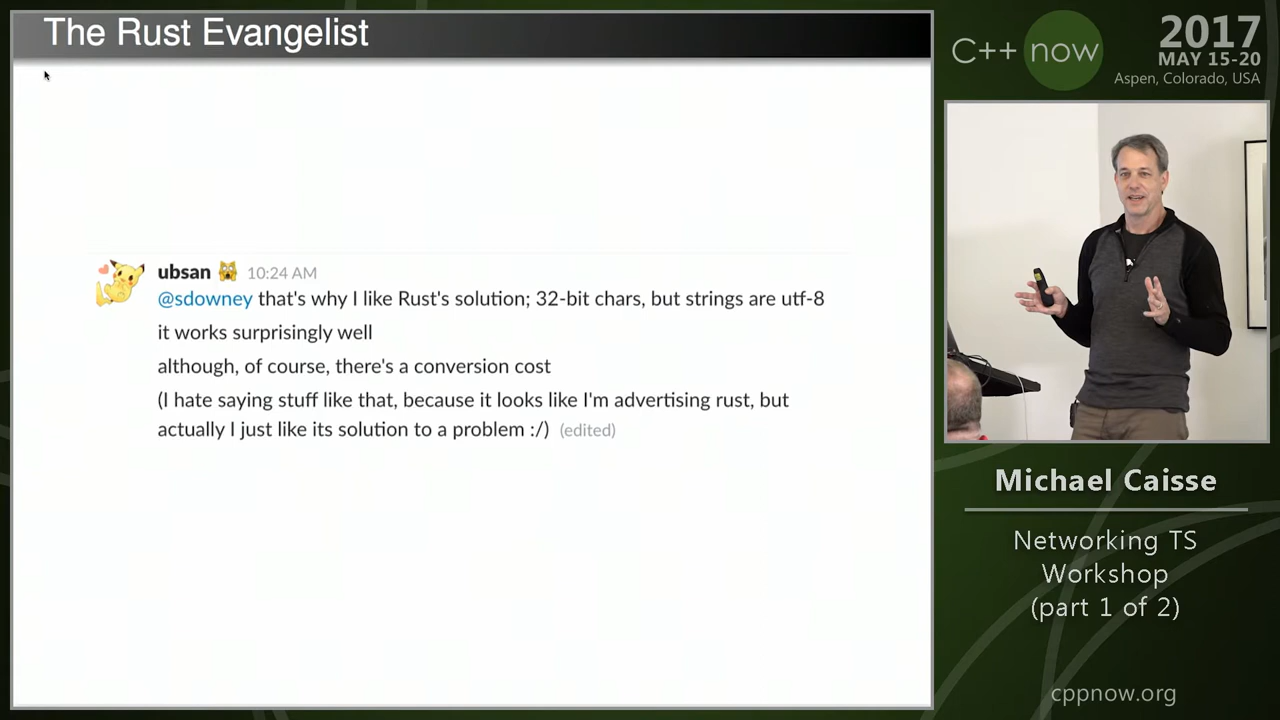 The Rust Evangelist
ubsan 10:24 AM
@sdowney that's why I like Rust's solution; 32-bit chars, but strings are utf-8
it works surprisingly well
although, of course, there's a conversion cost
(I hate saying stuff like that, because it looks like I'm advertising rust, but
actually I just like its solution to a problem :/) (edited)
C++ now
2017
MAY 15-20
Aspen, Colorado, USA
Michael Caisse
Networking TS
Workshop
(part 1 of 2)
cppnow.org